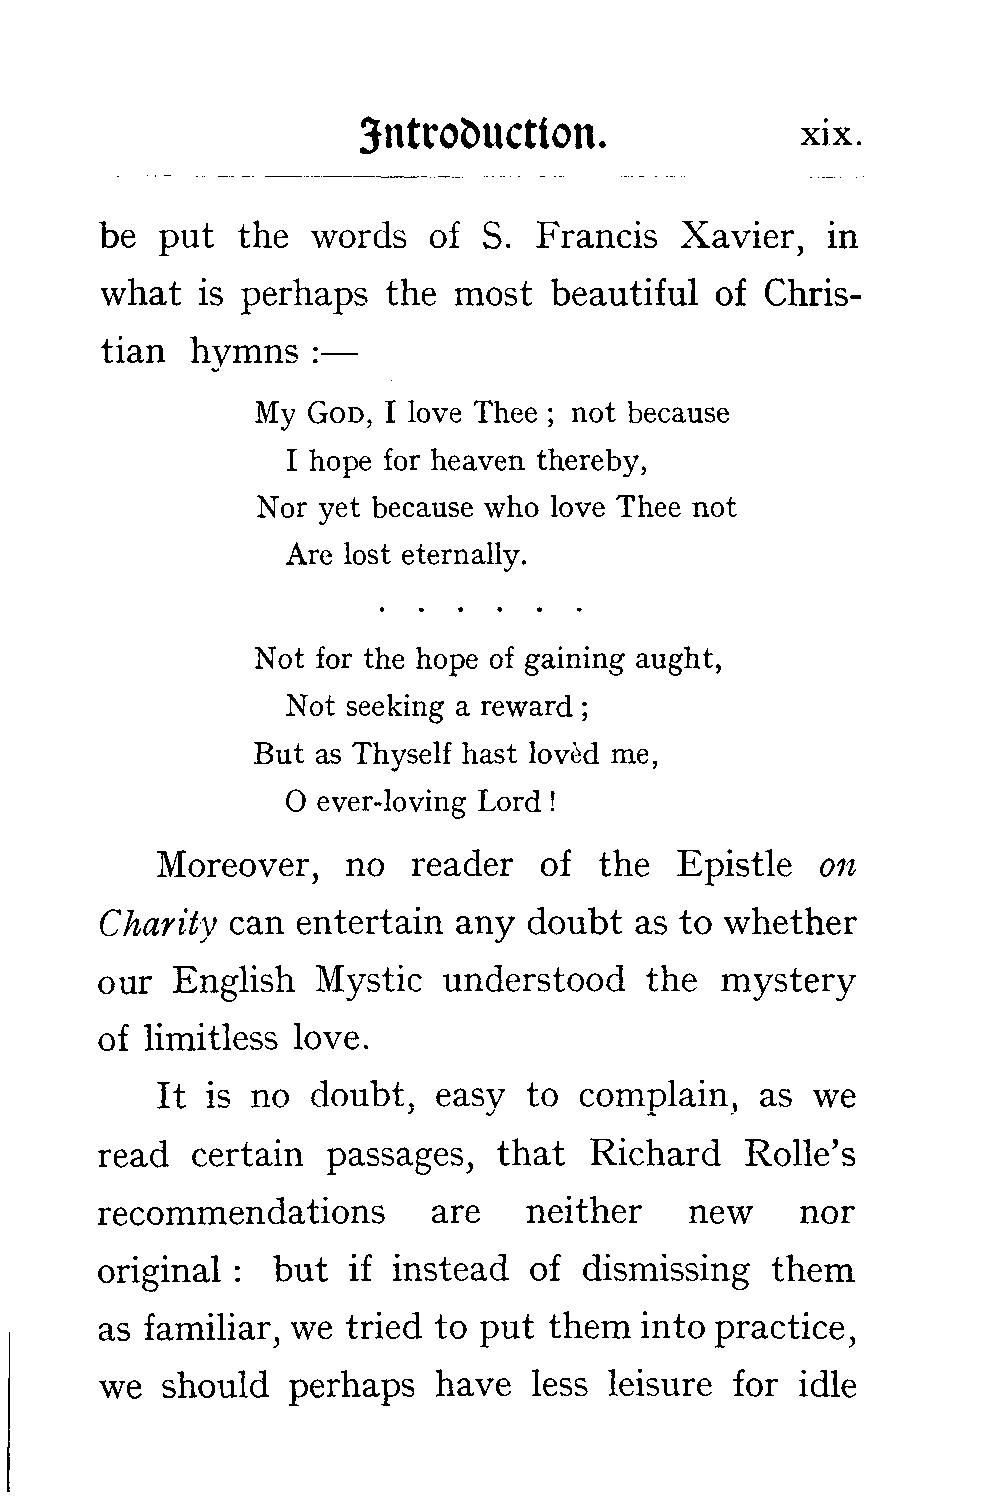 Introduction. xix.
be put the words of S. Francis Xavier, in
what is perhaps the most beautiful of Chris-
tian hymns :—
My GOD, I love Thee ; not because
I hope for heaven thereby,
Nor yet because who love Thee not
Are lost eternally.
. . . . . .
Not for the hope of gaining aught,
Not seeking a reward ;
But as Thyself hast lovèd me,
O ever-loving Lord !
Moreover, no reader of the Epistle on
Charity can entertain any doubt as to whether
our English Mystic understood the mystery
of limitless love.
It is no doubt, easy to complain, as we
read certain passages, that Richard Rolle's
recommendations are neither new nor
original : but if instead of dismissing them
as familiar, we tried to put them into practice,
we should perhaps have less leisure for idle